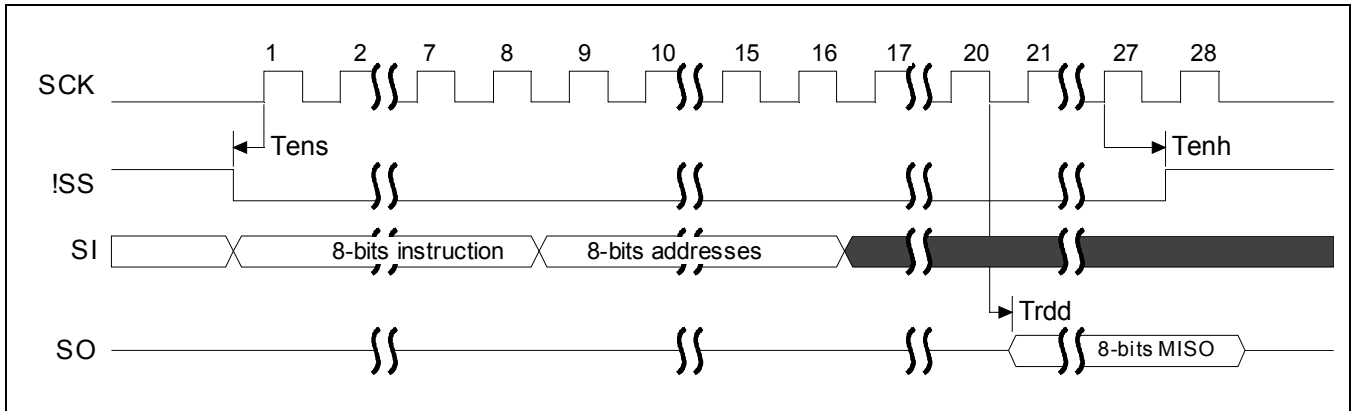 1 2 7 8 9 10 15 16 17 20 21 27 28
SCK
Tens Tenh
!SS
SI 8-bits instruction 8-bits addresses
Trdd
SO 8-bits MISO